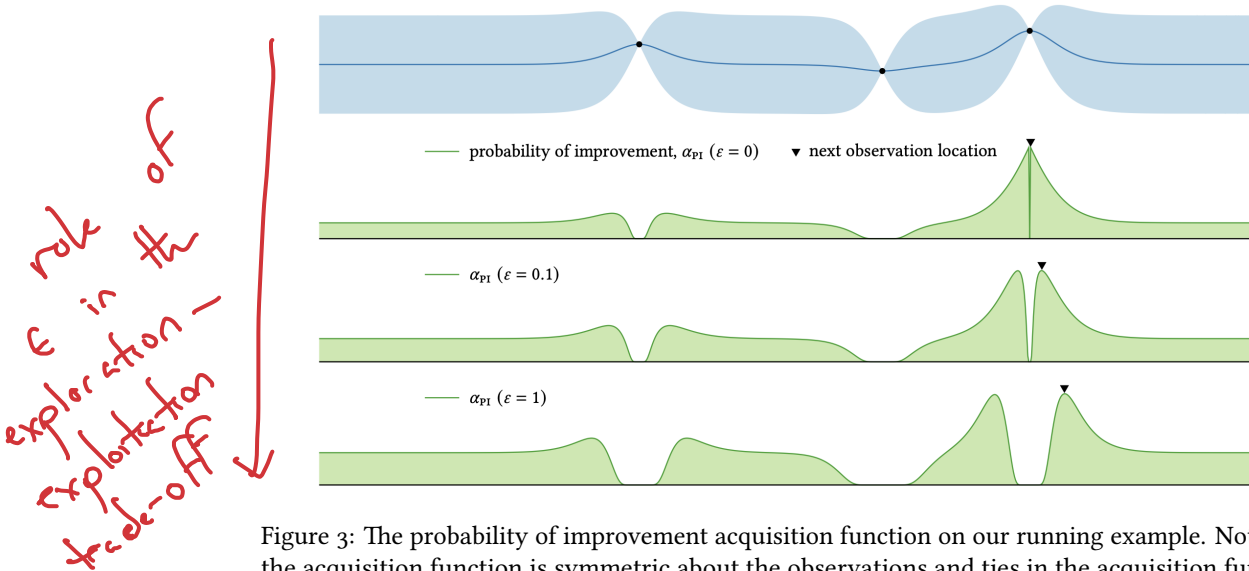 role of
ϵ in the
exploration –
exploitation
trade-off
probability of improvement, αPI (ε = 0) ▼ next observation location
αPI (ε = 0.1)
αPI (ε = 1)
Figure 3: The probability of improvement acquisition function on our running example. No
the acquisition function is symmetric about the observations and ties in the acquisition fu